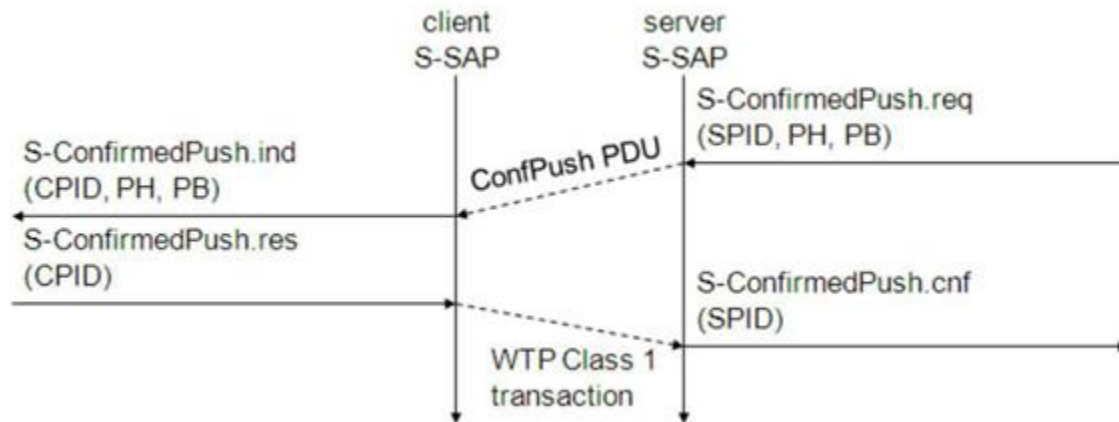 client
S-SAP
server
S-SAP
S-ConfirmedPush.req
(SPID, PH, PB)
ConfPush PDU
S-ConfirmedPush.ind
(CPID, PH, PB)
S-ConfirmedPush.res
(CPID)
S-ConfirmedPush.cnf
(SPID)
WTP Class 1
transaction